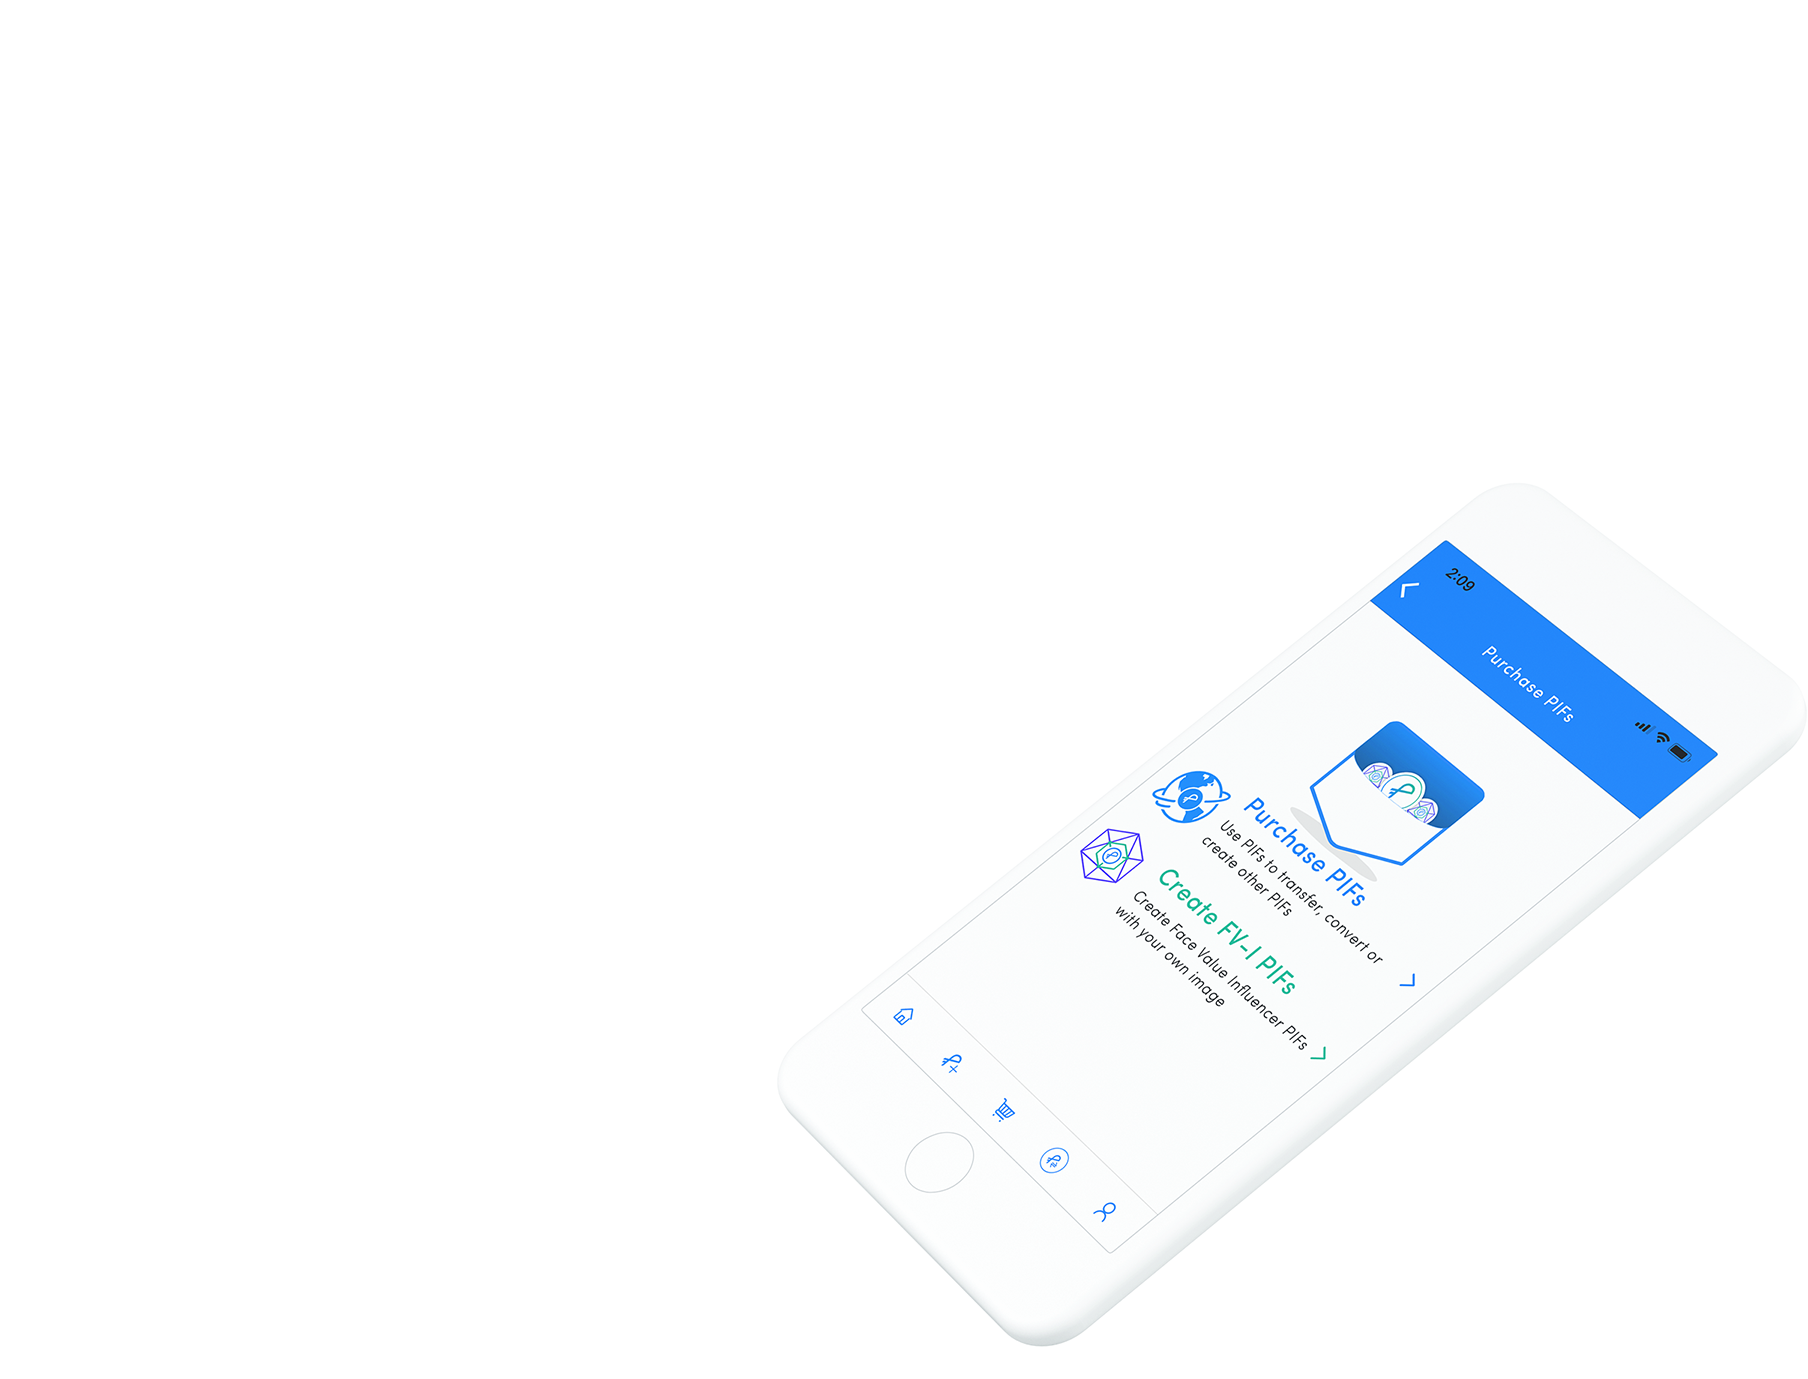 2:09
Purchase PIFs
Purchase PIFs
Use PIFs to transfer, convert or
create other PIFs
Create FV-I PIFs
Create Face Value Influencer PIFs
with your own image